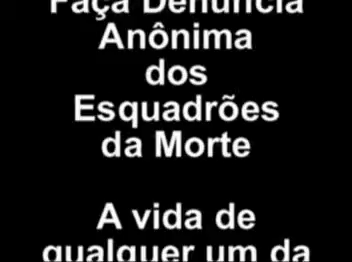 Faça Denúncia
Anônima
dos
Esquadrões
da Morte
A vida de
qualquer um da